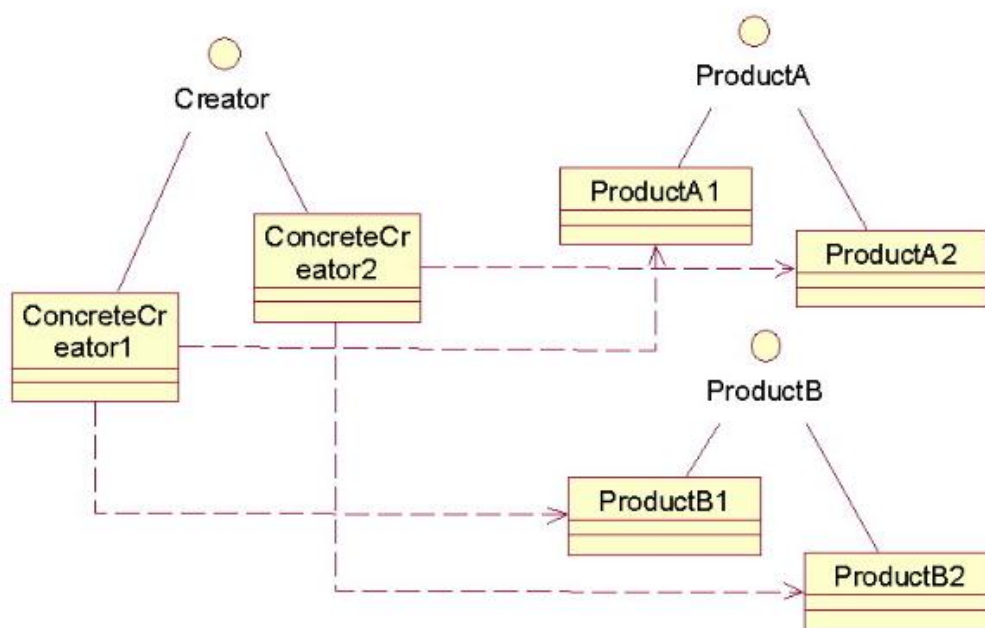 ProductA
Creator
ProductA1
ConcreteCr
eator2
ProductA2
ConcreteCr
eator1
ProductB
ProductB1
ProductB2